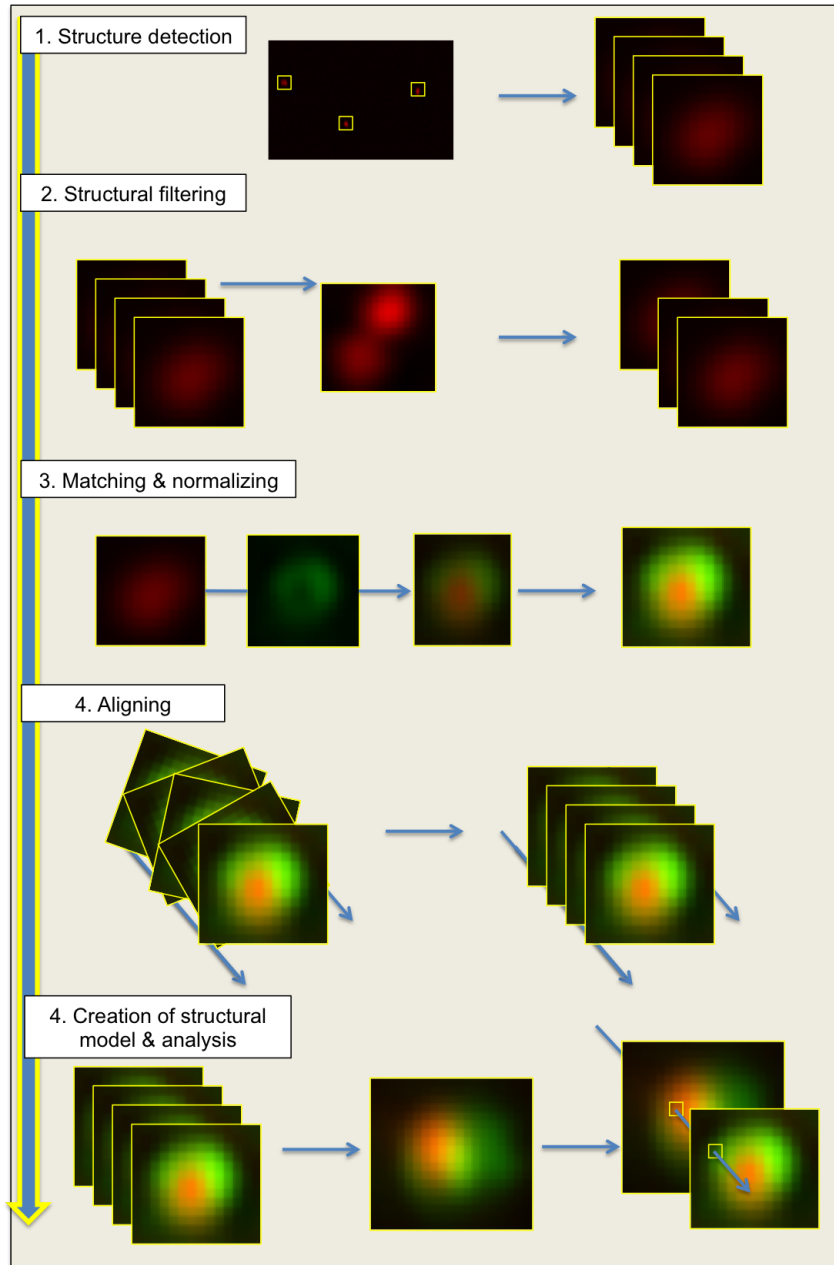 1. Structure detection
2. Structural filtering
3. Matching & normalizing
4. Aligning
4. Creation of structural
model & analysis